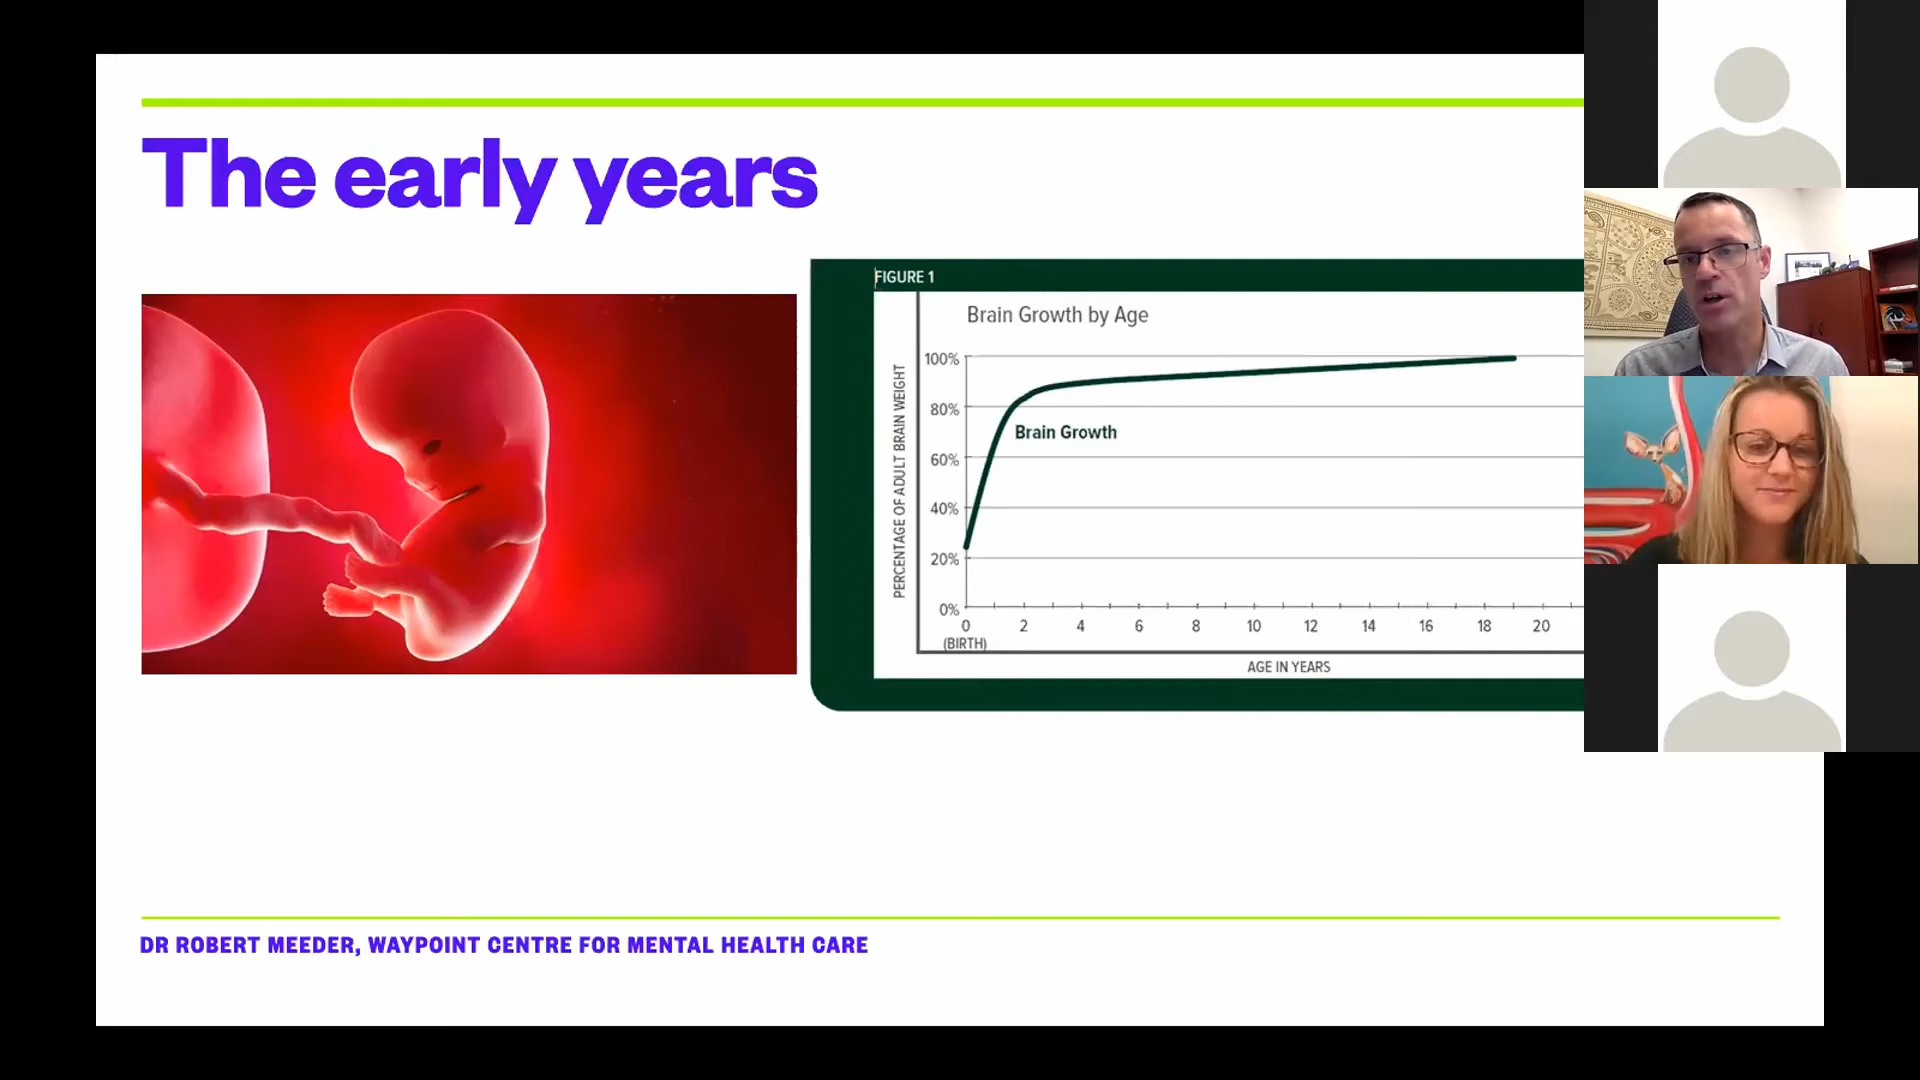 The early years
FIGURE 1
Brain Growth by Age
PERCENTAGE OF ADULT BRAIN WEIGHT
100%
80%
60%
40%
20%
0%
Brain Growth
0 2 4 6 8 10 12 14 16 18 20
(BIRTH)
AGE IN YEARS
DR ROBERT MEEDER, WAYPOINT CENTRE FOR MENTAL HEALTH CARE